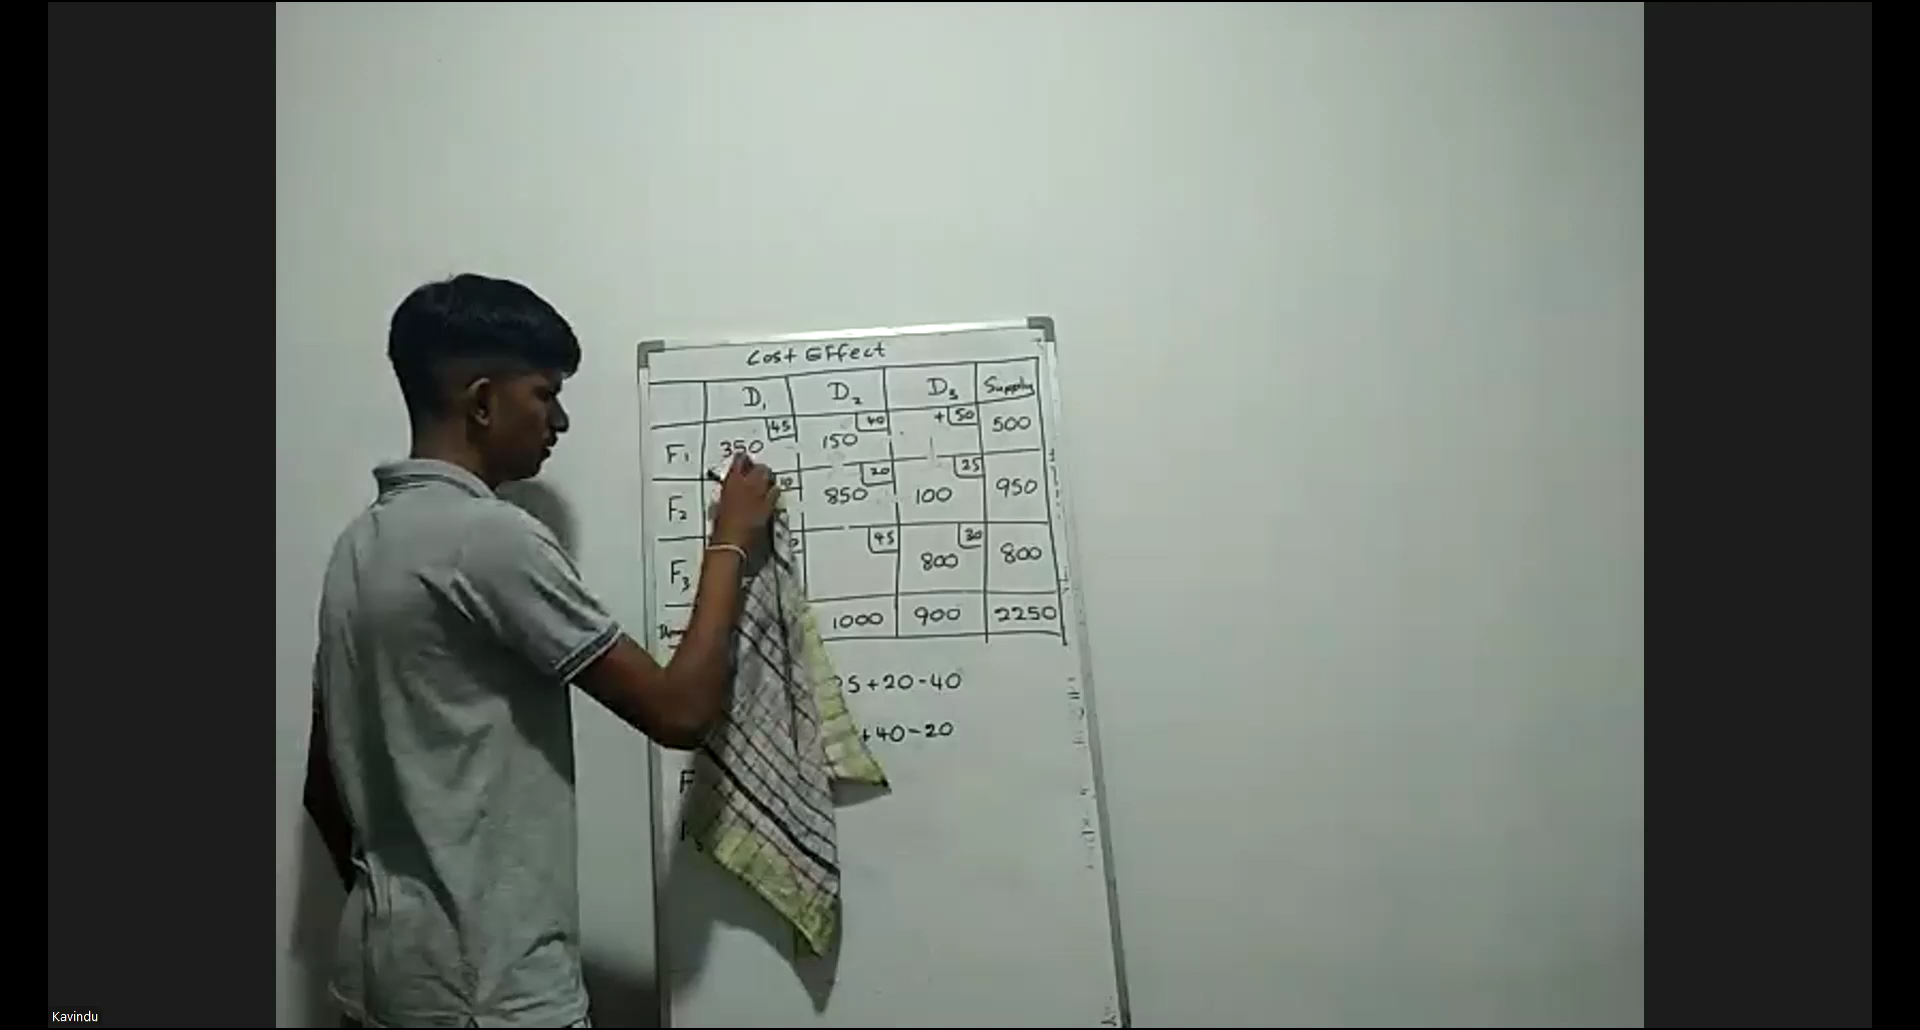 Cost Effect
D₁ D₂ D₃ Supply
F₁ 350 45 150 40 + 50 500
F₂ 10 850 20 100 25 950
F₃ 45 800 30 800
1000 900 2250
5+20-40
+40-20
F
Kavindu